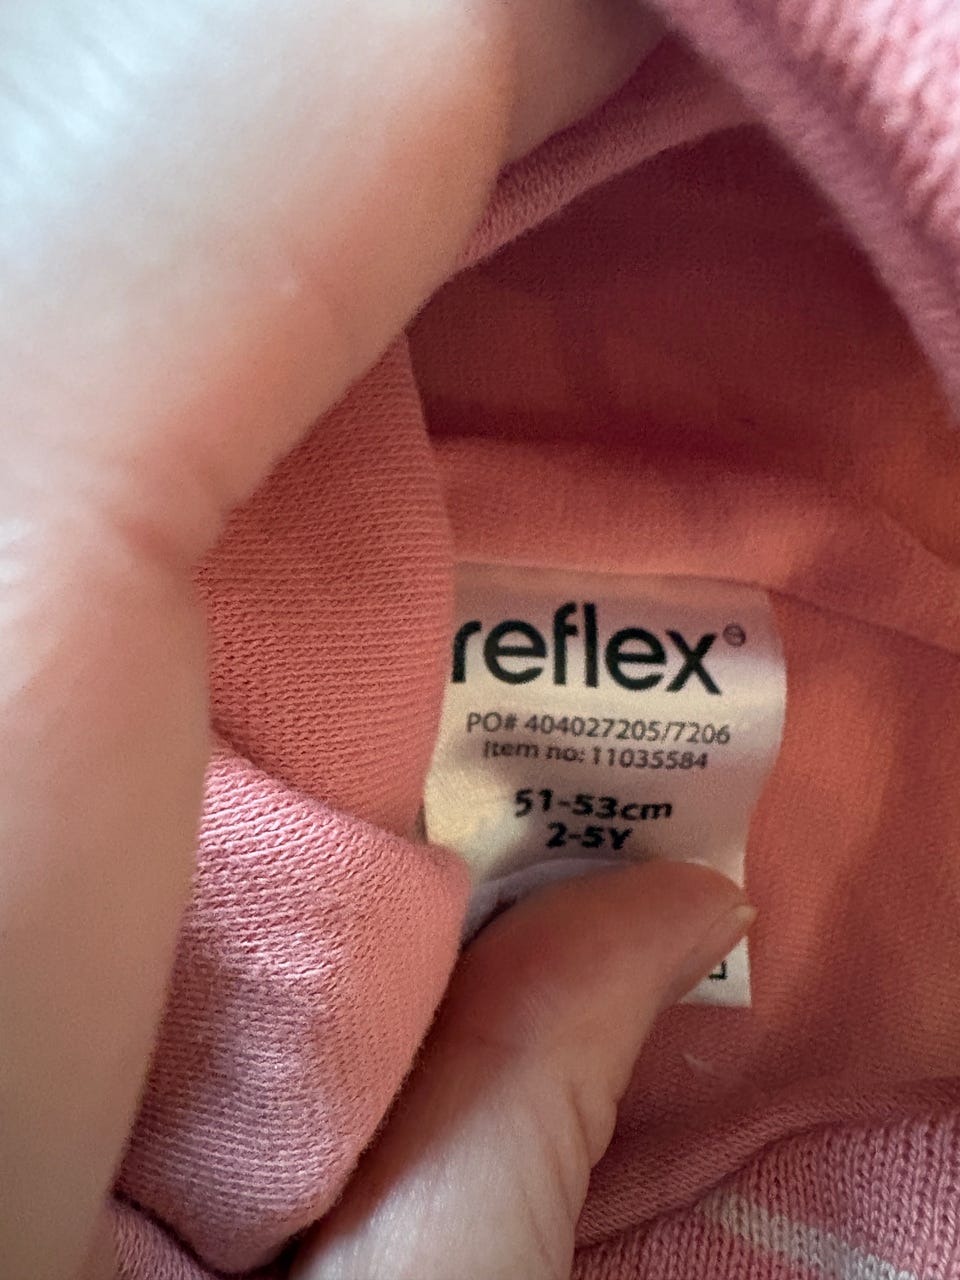 reflex®
PO# 404027205/7206
Item no: 11035584
51-53cm
2-5Y